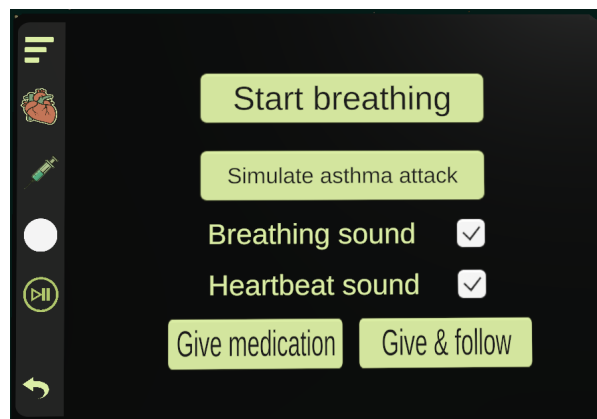 Start breathing
Simulate asthma attack
Breathing sound
Heartbeat sound
Give medication
Give & follow